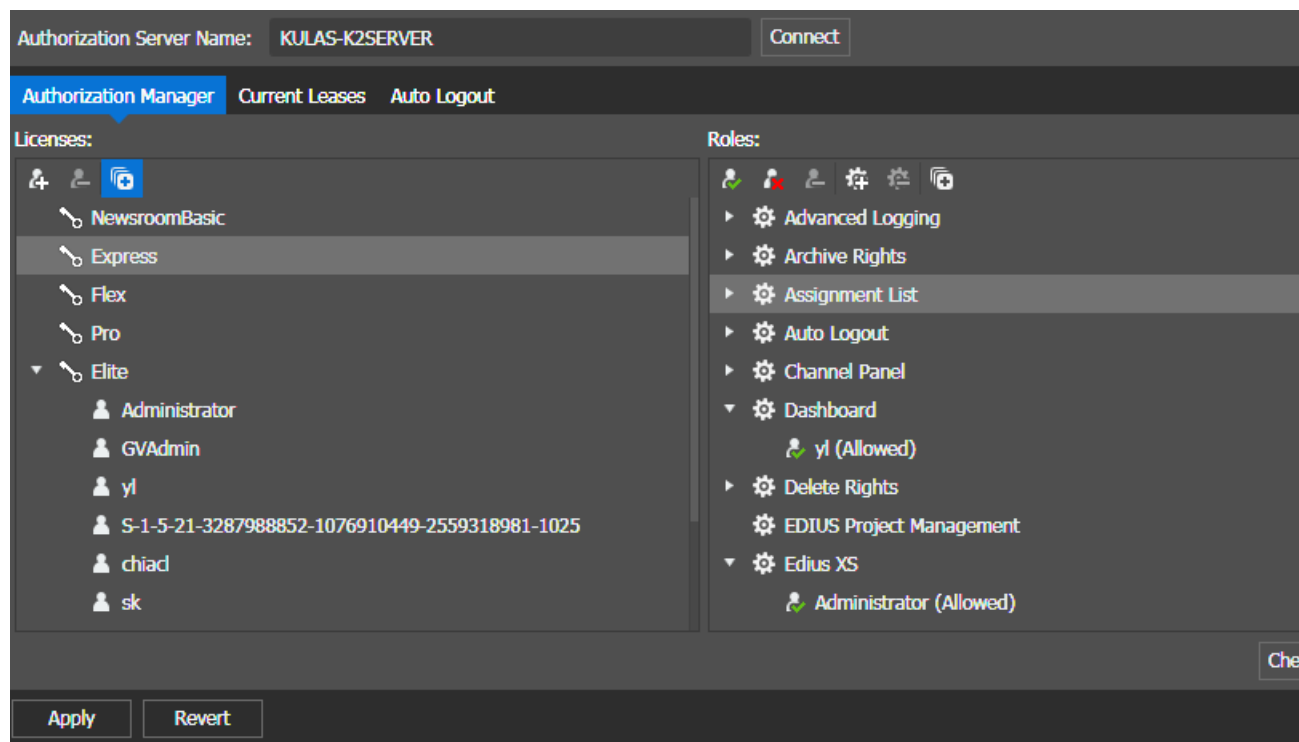 Authorization Server Name: KULAS-K2SERVER Connect
Authorization Manager Current Leases Auto Logout
Licenses:
NewsroomBasic
Express
Flex
Pro
Elite
Administrator
GVAdmin
yl
S-1-5-21-3287988852-1076910449-2559318981-1025
chiacl
sk
Roles:
Advanced Logging
Archive Rights
Assignment List
Auto Logout
Channel Panel
Dashboard
yl (Allowed)
Delete Rights
EDIUS Project Management
Edius XS
Administrator (Allowed)
Che
Apply Revert